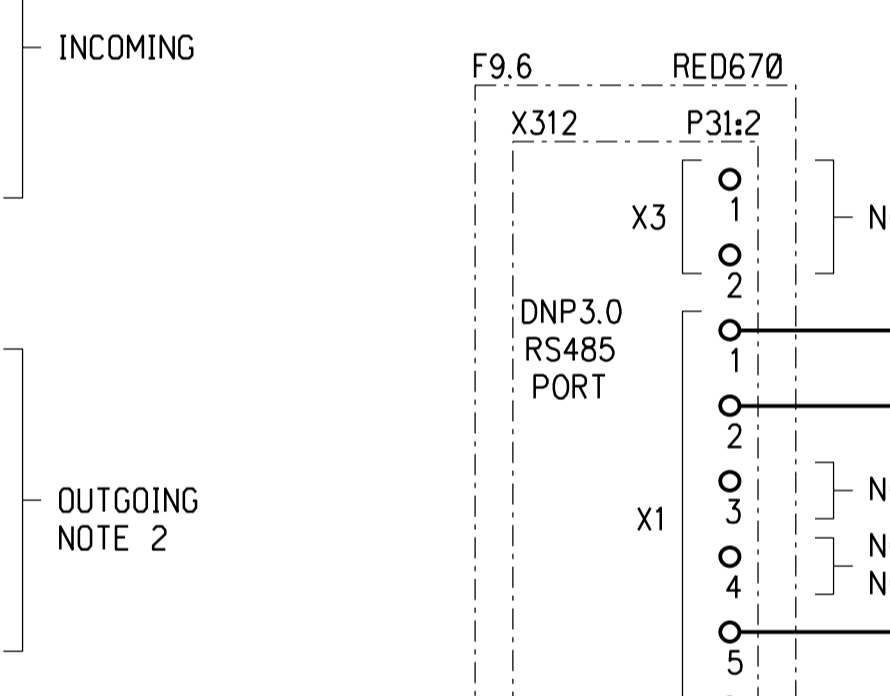 INCOMING
F9.6 RED670
X312 P31:2
X3
1
2
DNP3.0
RS485
PORT
1
2
X1
3
4
5
OUTGOING
NOTE 2